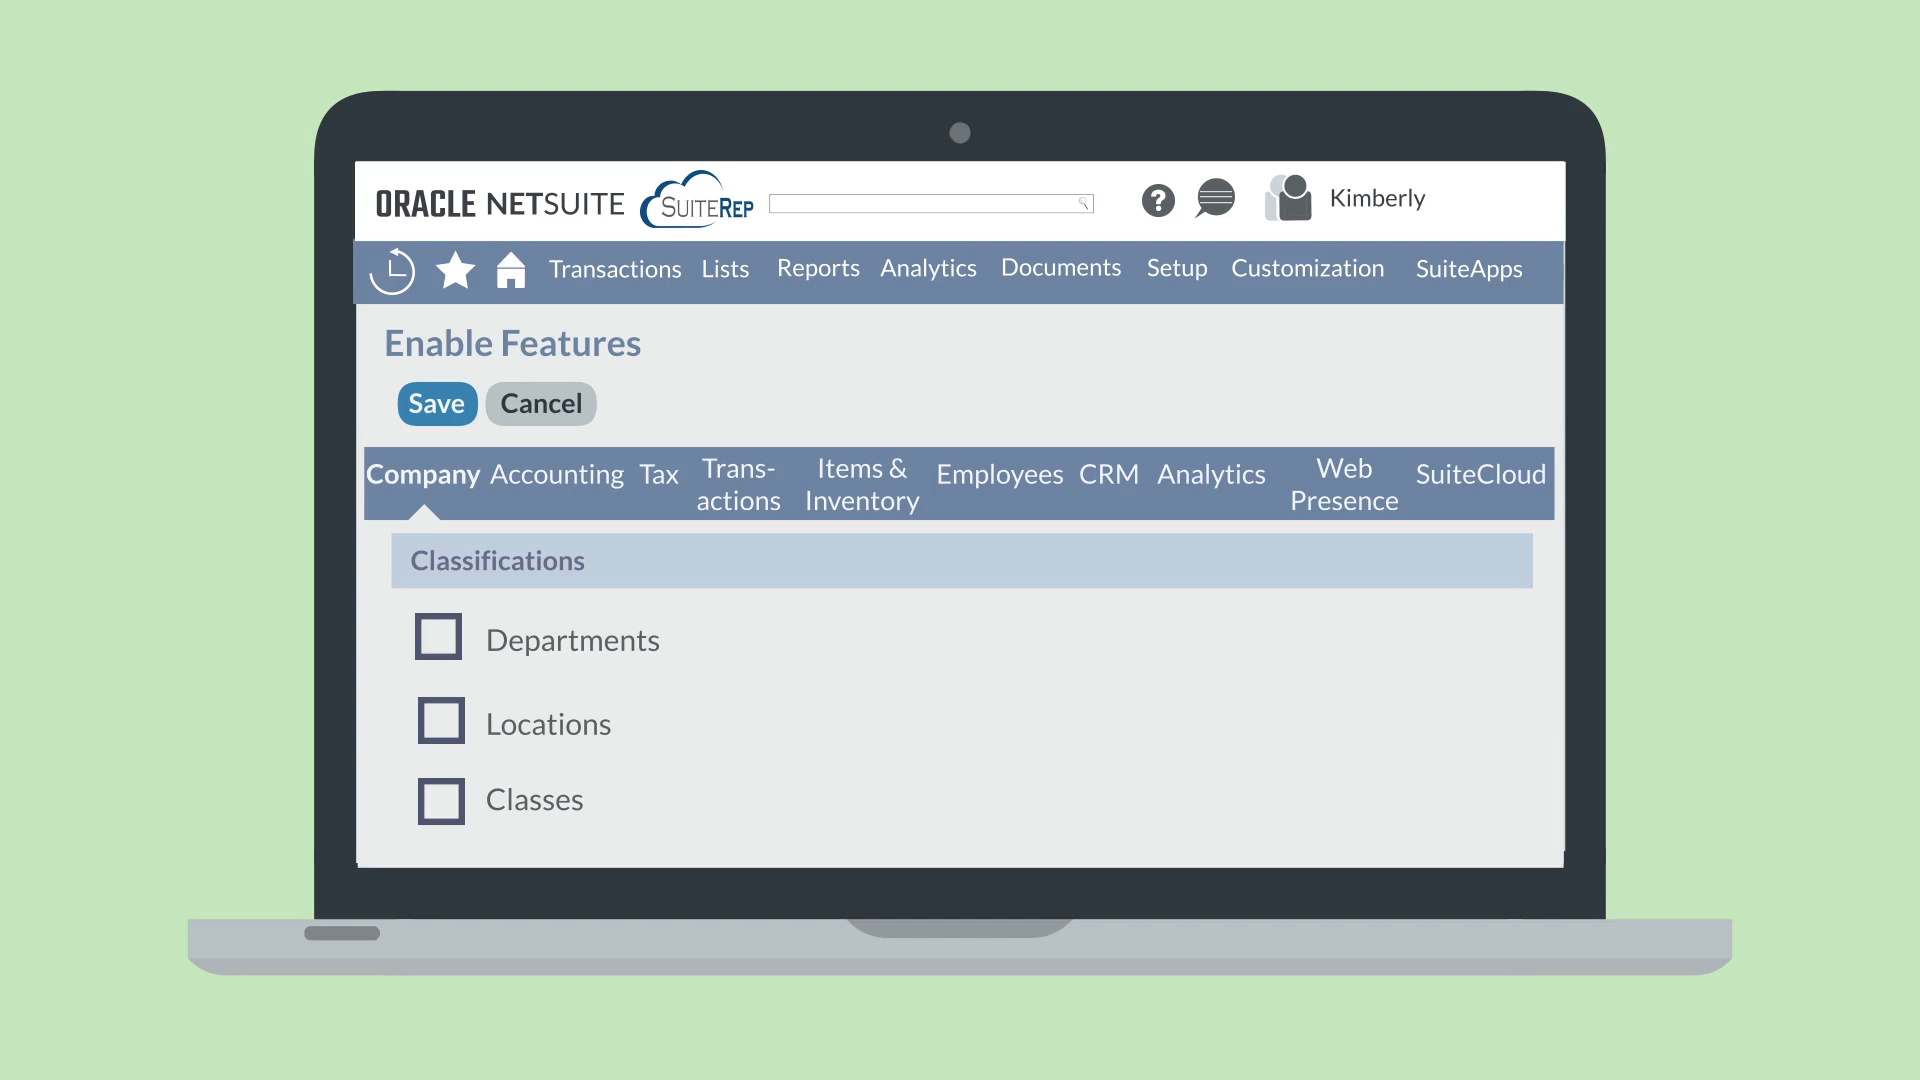 ORACLE NETSUITE SUITEREP ? Kimberly
Transactions Lists Reports Analytics Documents Setup Customization SuiteApps
Enable Features
Save Cancel
Company Accounting Tax Trans-
actions Items &
Inventory Employees CRM Analytics Web
Presence SuiteCloud
Classifications
Departments
Locations
Classes